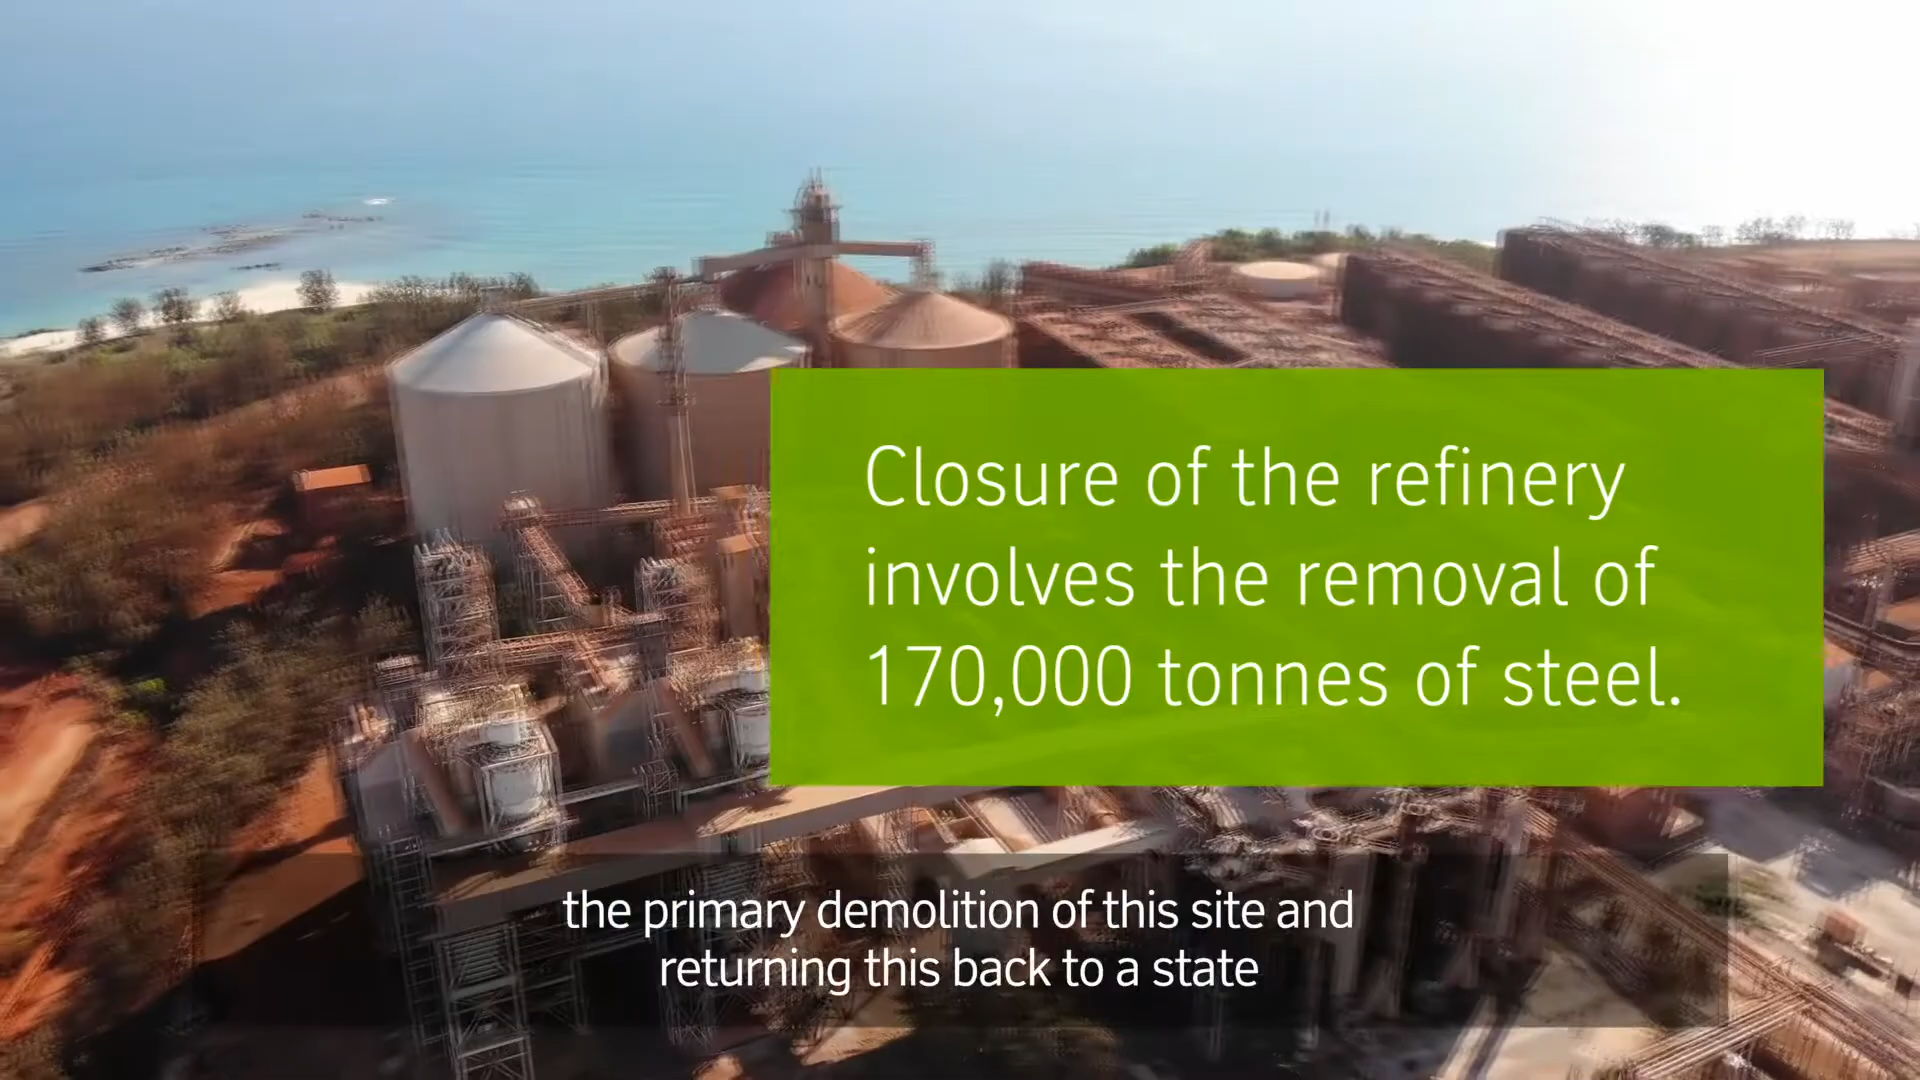 Closure of the refinery
involves the removal of
170,000 tonnes of steel.
the primary demolition of this site and
returning this back to a state